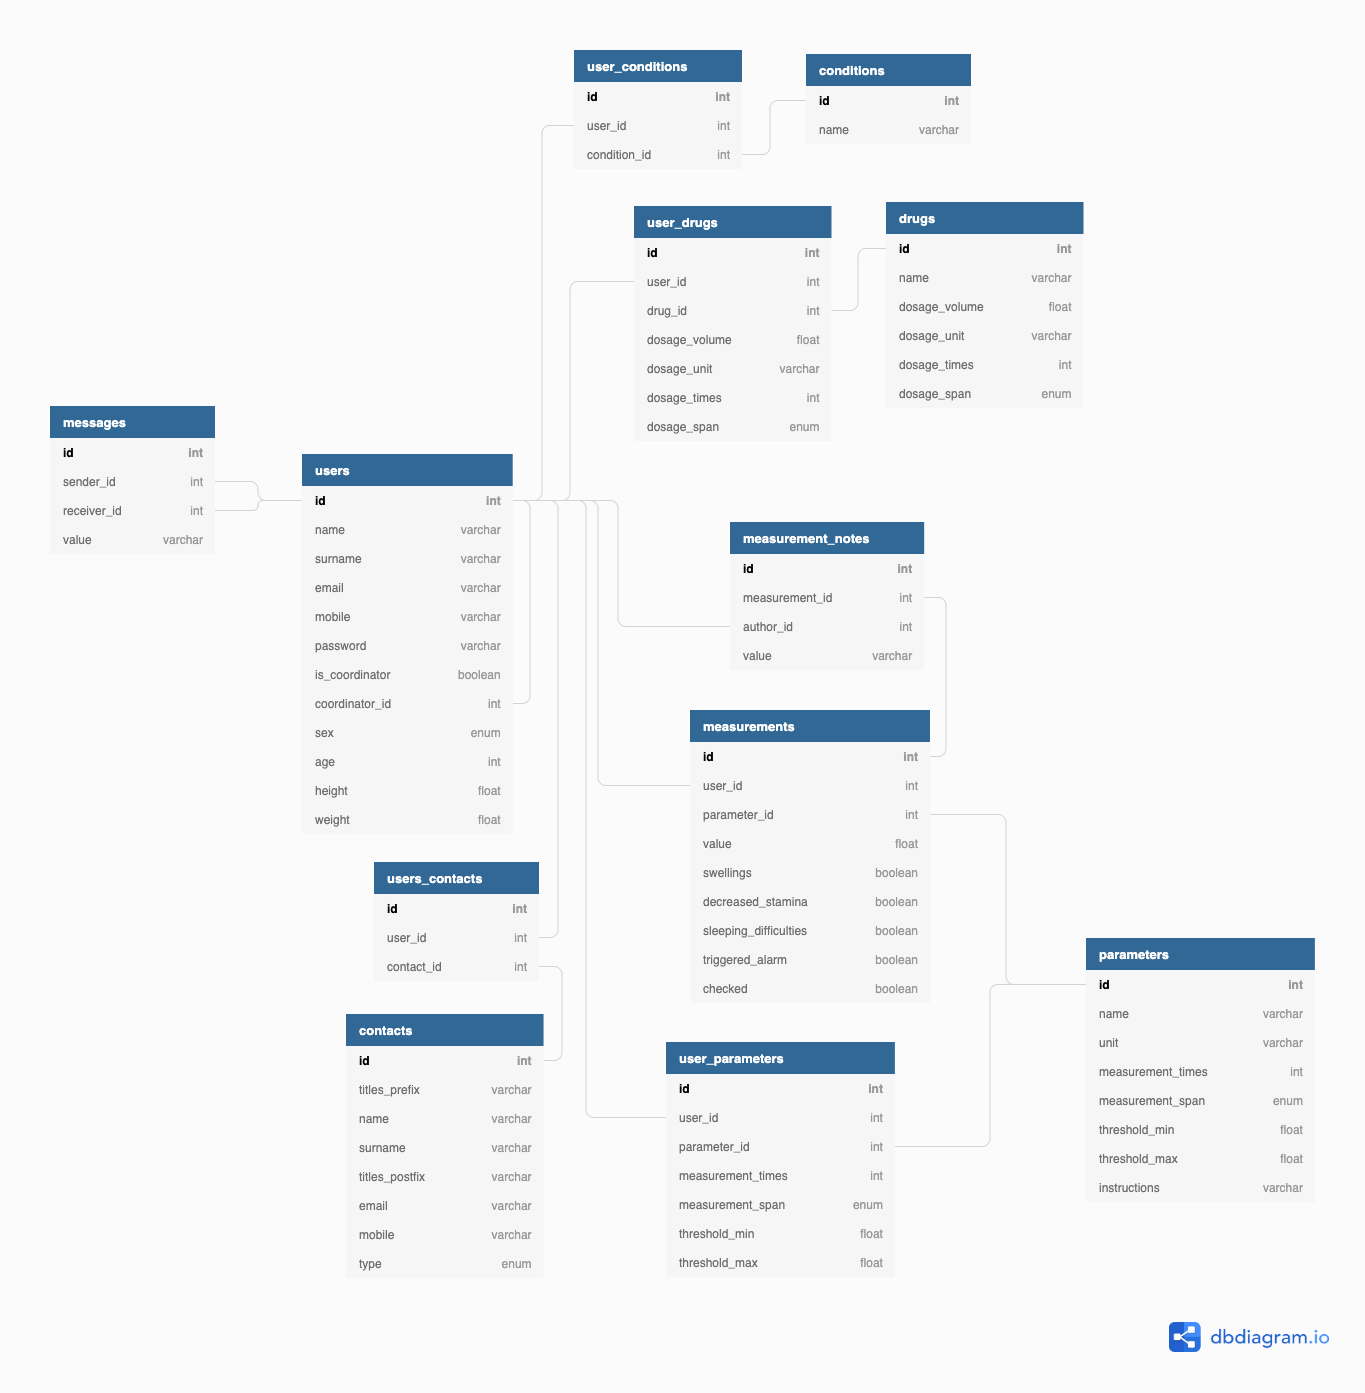 user_conditions
id int
user_id int
condition_id int
conditions
id int
name varchar
user_drugs
id int
user_id int
drug_id int
dosage_volume float
dosage_unit varchar
dosage_times int
dosage_span enum
drugs
id int
name varchar
dosage_volume float
dosage_unit varchar
dosage_times int
dosage_span enum
messages
id int
sender_id int
receiver_id int
value varchar
users
id int
name varchar
surname varchar
email varchar
mobile varchar
password varchar
is_coordinator boolean
coordinator_id int
sex enum
age int
height float
weight float
measurement_notes
id int
measurement_id int
author_id int
value varchar
measurements
id int
user_id int
parameter_id int
value float
swellings boolean
decreased_stamina boolean
sleeping_difficulties boolean
triggered_alarm boolean
checked boolean
users_contacts
id int
user_id int
contact_id int
contacts
id int
titles_prefix varchar
name varchar
surname varchar
titles_postfix varchar
email varchar
mobile varchar
type enum
user_parameters
id int
user_id int
parameter_id int
measurement_times int
measurement_span enum
threshold_min float
threshold_max float
parameters
id int
name varchar
unit varchar
measurement_times int
measurement_span enum
threshold_min float
threshold_max float
instructions varchar
dbdiagram.io